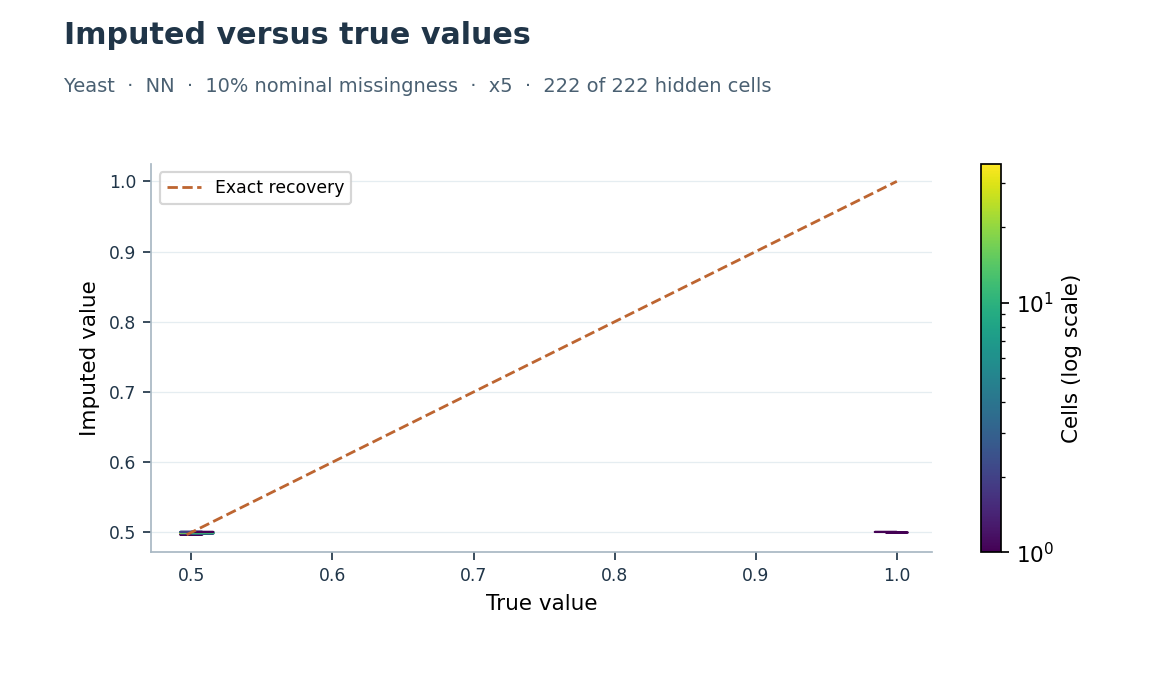 Imputed versus true values
Yeast · NN · 10% nominal missingness · x5 · 222 of 222 hidden cells
Exact recovery
1.0
0.9
0.8
0.7
0.6
0.5
Imputed value
0.5 0.6 0.7 0.8 0.9 1.0
True value
10¹
10⁰
Cells (log scale)